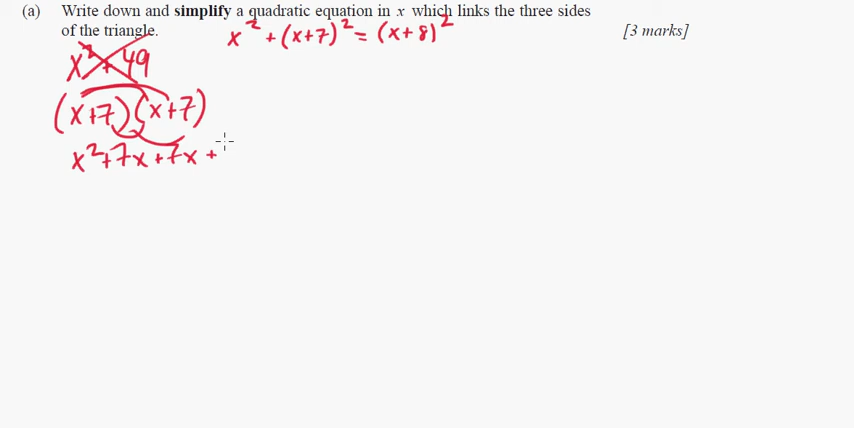 (a) Write down and simplify a quadratic equation in x which links the three sides
of the triangle. [3 marks]
x² + (x+7)² = (x+8)²
x² + 49
(x+7)(x+7)
x² + 7x + 7x +